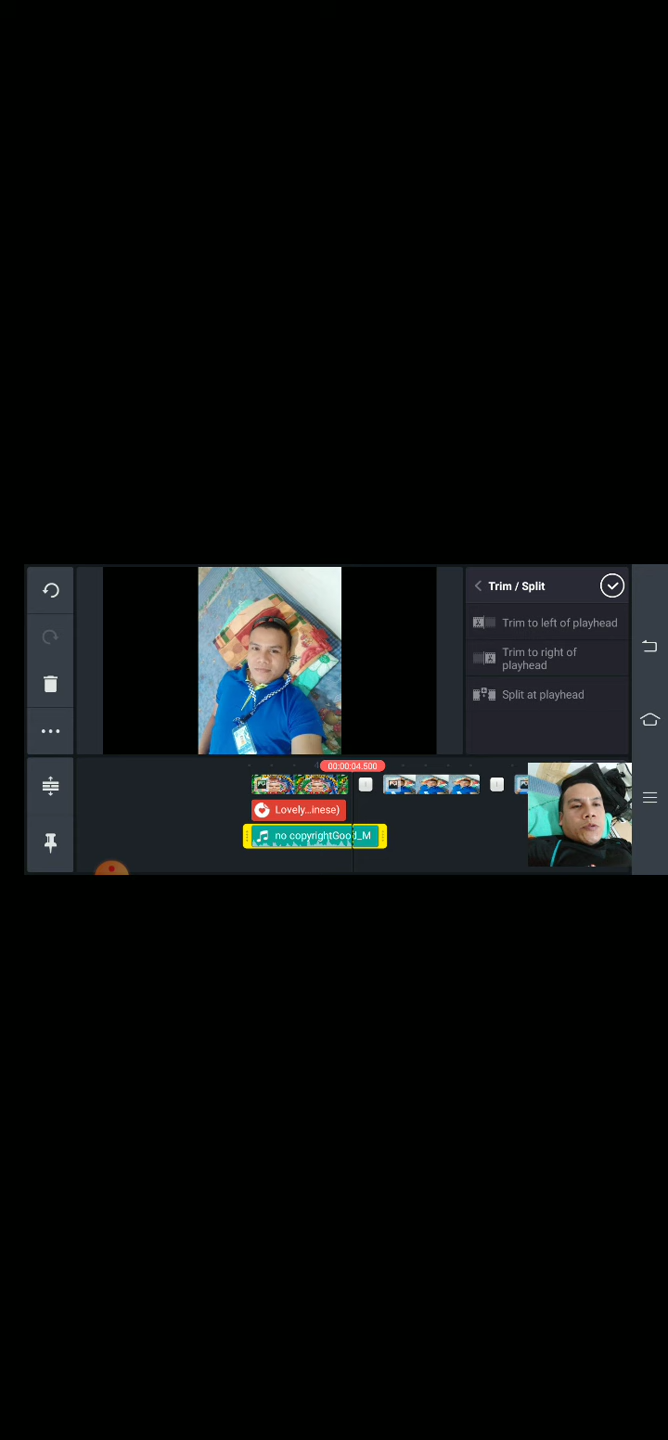 Trim / Split
Trim to left of playhead
Trim to right of
playhead
Split at playhead
00:00:04.500
Lovely...inese)
no copyrightGood_M